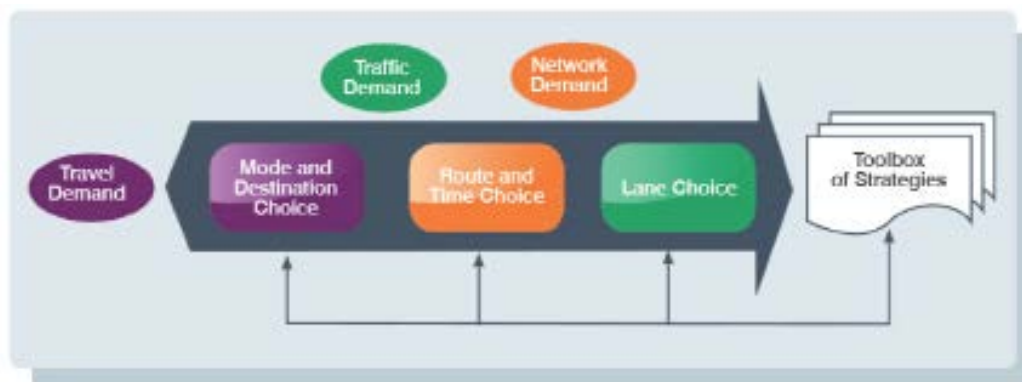 Traffic
Demand
Network
Demand
Travel
Demand
Mode and
Destination
Choice
Route and
Time Choice
Lane Choice
Toolbox
of Strategies